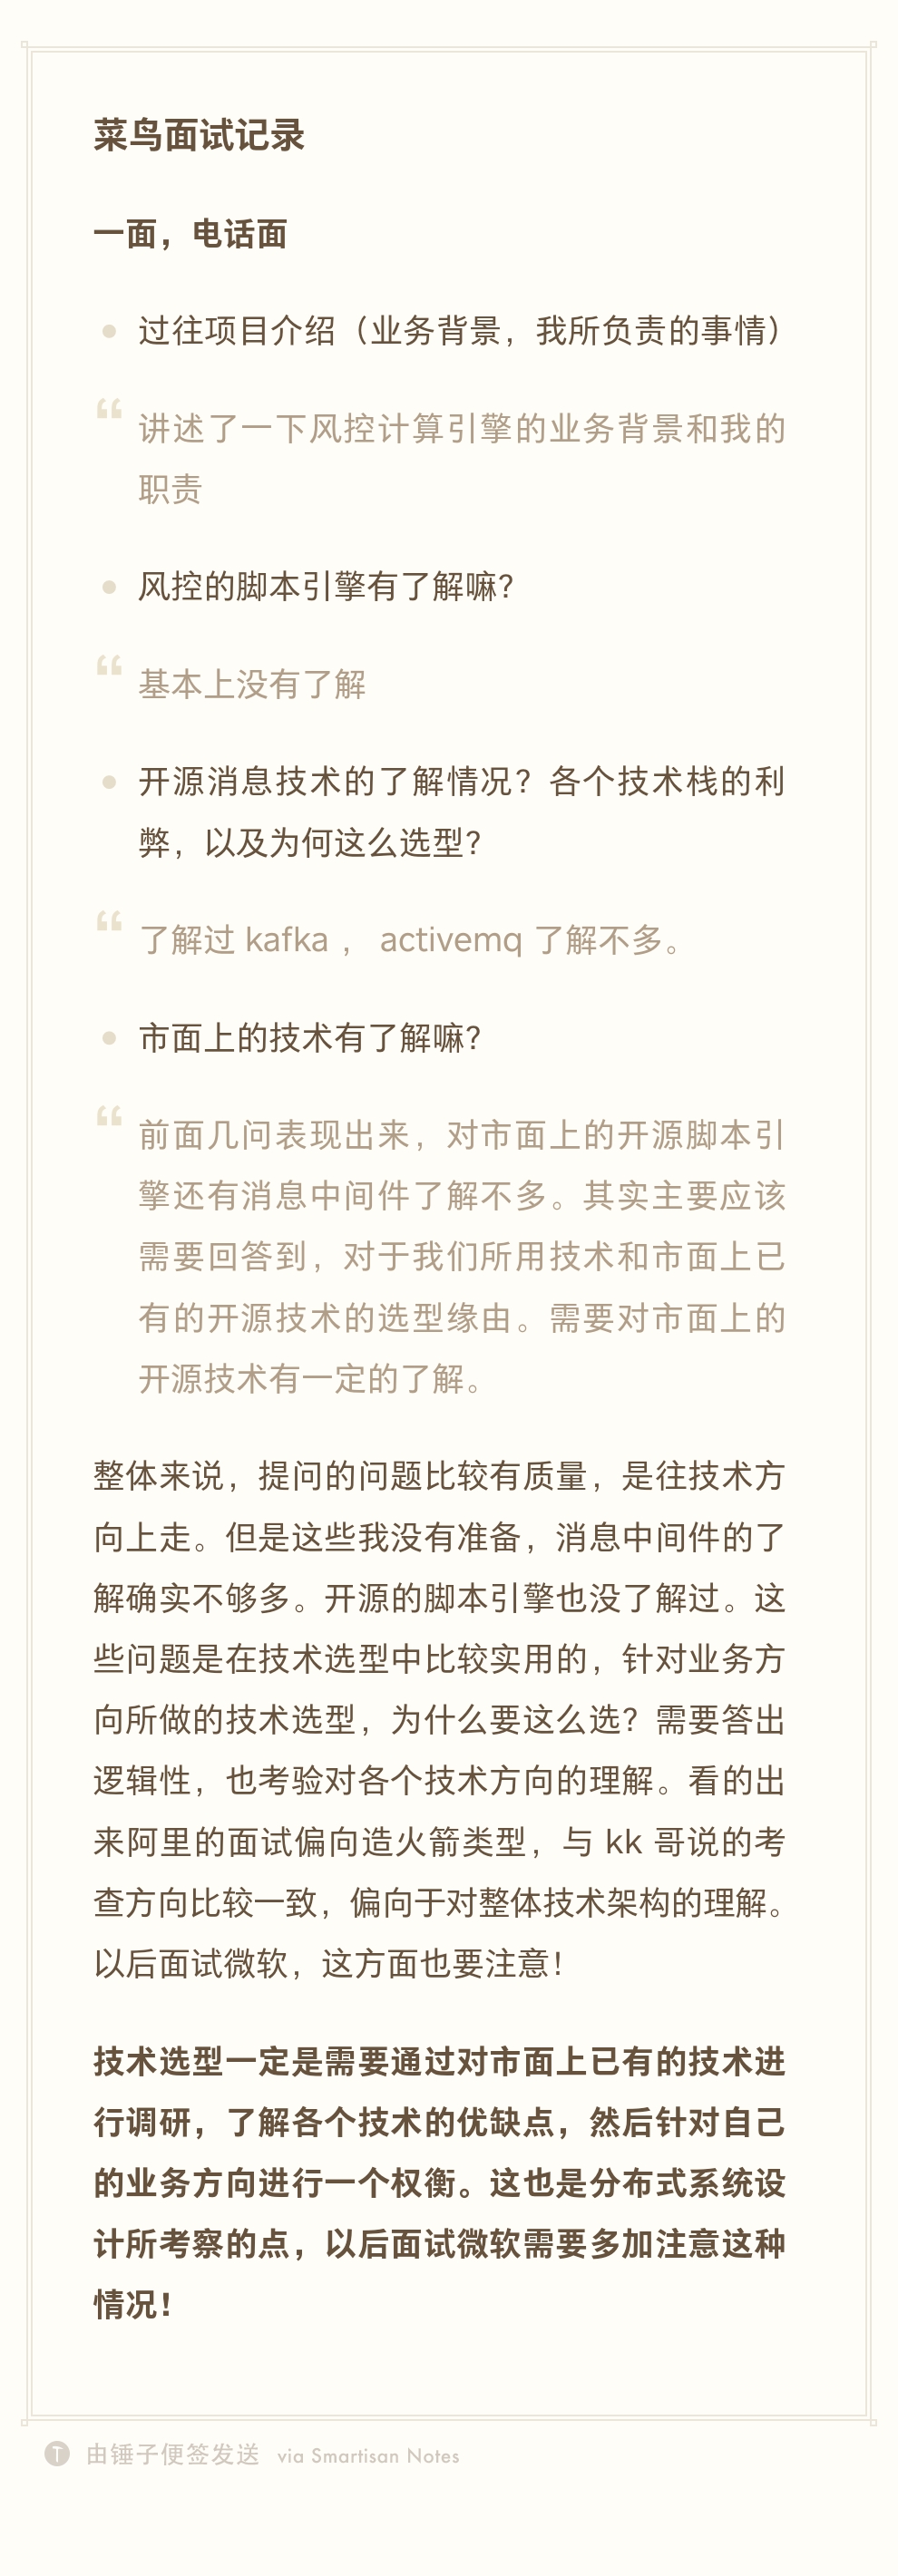 菜鸟面试记录
一面，电话面
过往项目介绍（业务背景，我所负责的事情）
讲述了一下风控计算引擎的业务背景和我的
职责
风控的脚本引擎有了解嘛？
基本上没有了解
开源消息技术的了解情况？各个技术栈的利
弊，以及为何这么选型？
了解过 kafka ， activemq 了解不多。
市面上的技术有了解嘛？
前面几问表现出来，对市面上的开源脚本引
擎还有消息中间件了解不多。其实主要应该
需要回答到，对于我们所用技术和市面上已
有的开源技术的选型缘由。需要对市面上的
开源技术有一定的了解。
整体来说，提问的问题比较有质量，是往技术方
向上走。但是这些我没有准备，消息中间件的了
解确实不够多。开源的脚本引擎也没了解过。这
些问题是在技术选型中比较实用的，针对业务方
向所做的技术选型，为什么要这么选？需要答出
逻辑性，也考验对各个技术方向的理解。看的出
来阿里的面试偏向造火箭类型，与 kk 哥说的考
查方向比较一致，偏向于对整体技术架构的理解。
以后面试微软，这方面也要注意！
技术选型一定是需要通过对市面上已有的技术进
行调研，了解各个技术的优缺点，然后针对自己
的业务方向进行一个权衡。这也是分布式系统设
计所考察的点，以后面试微软需要多加注意这种
情况！
由锤子便签发送 via Smartisan Notes